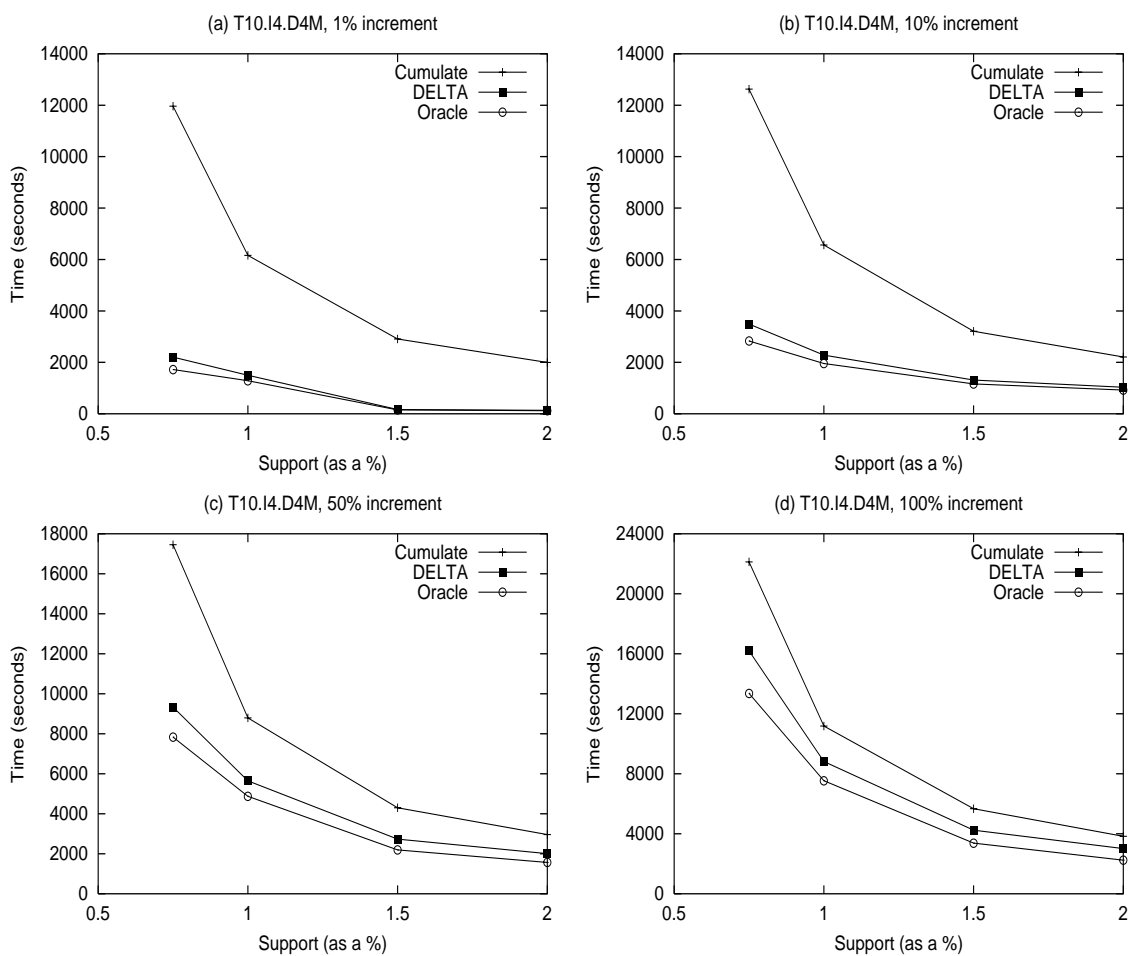 (a) T10.I4.D4M, 1% increment
14000
12000
10000
8000
6000
4000
2000
0
Time (seconds)
Cumulate
DELTA
Oracle
0.5
1
1.5
2
Support (as a %)
(b) T10.I4.D4M, 10% increment
14000
12000
10000
8000
6000
4000
2000
0
Time (seconds)
Cumulate
DELTA
Oracle
0.5
1
1.5
2
Support (as a %)
(c) T10.I4.D4M, 50% increment
18000
16000
14000
12000
10000
8000
6000
4000
2000
0
Time (seconds)
Cumulate
DELTA
Oracle
0.5
1
1.5
2
Support (as a %)
(d) T10.I4.D4M, 100% increment
24000
20000
16000
12000
8000
4000
0
Time (seconds)
Cumulate
DELTA
Oracle
0.5
1
1.5
2
Support (as a %)